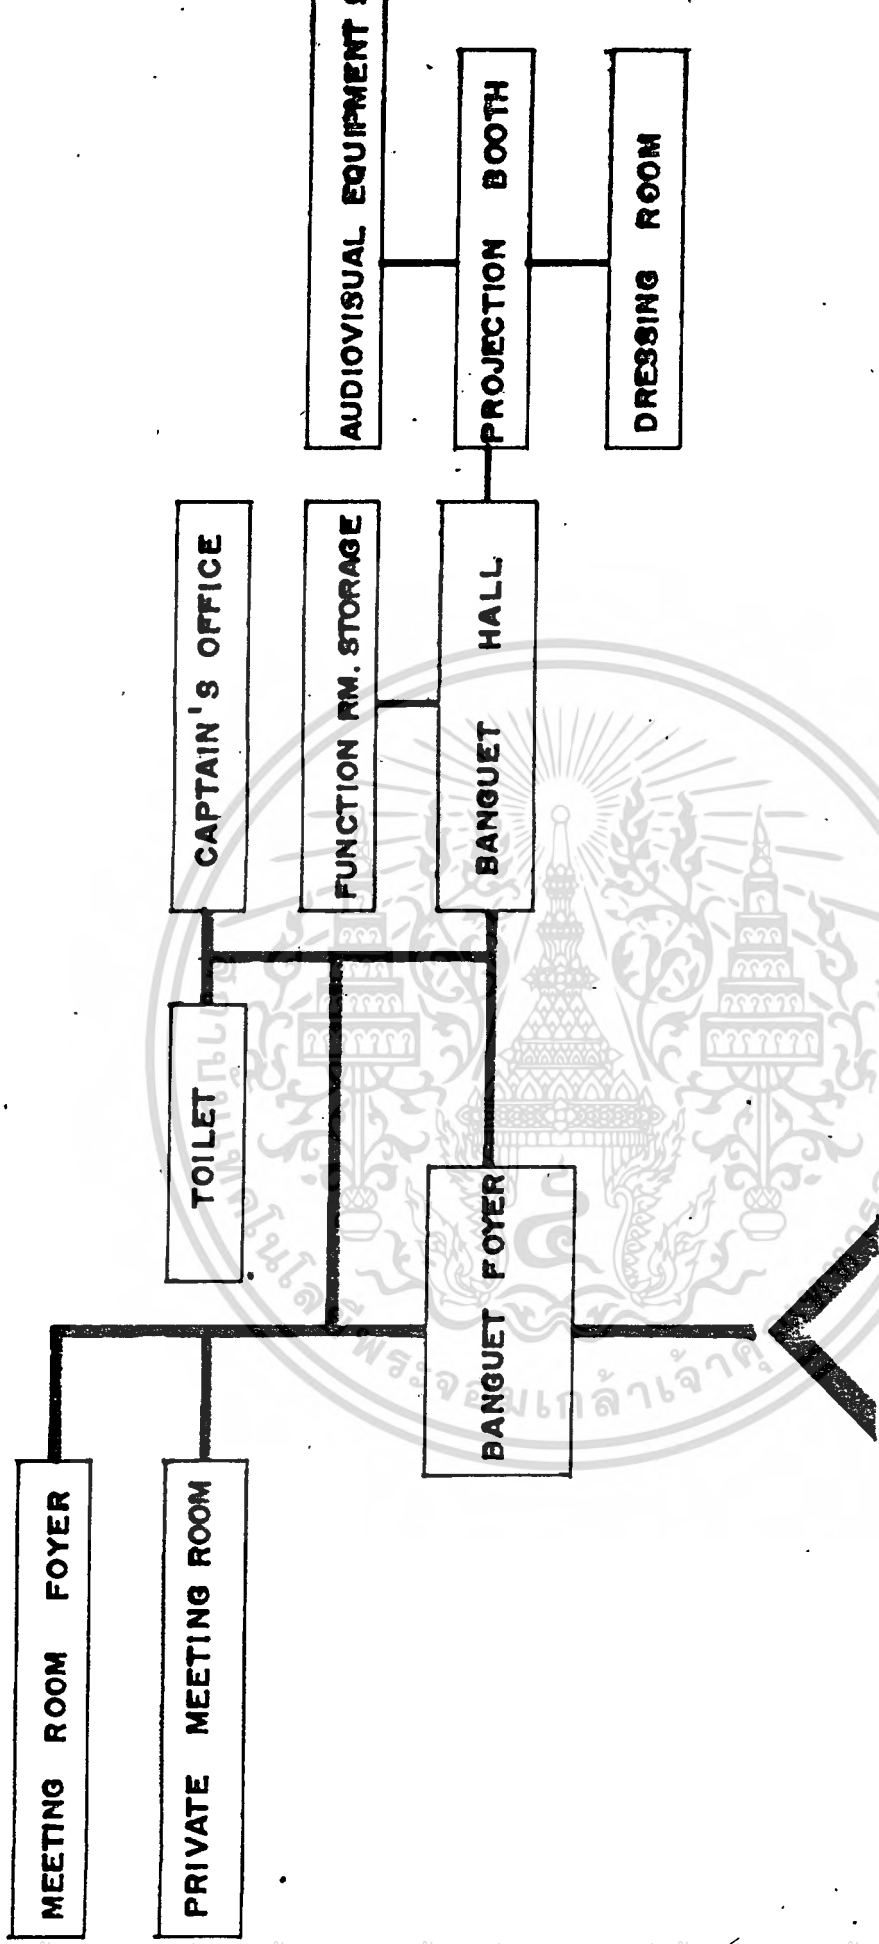 MEETING ROOM FOYER
PRIVATE MEETING ROOM
TOILET
CAPTAIN'S OFFICE
FUNCTION RM. STORAGE
BANGUET HALL
BANGUET FOYER
AUDIOVISUAL EQUIPMENT
PROJECTION BOOTH
DRESSING ROOM